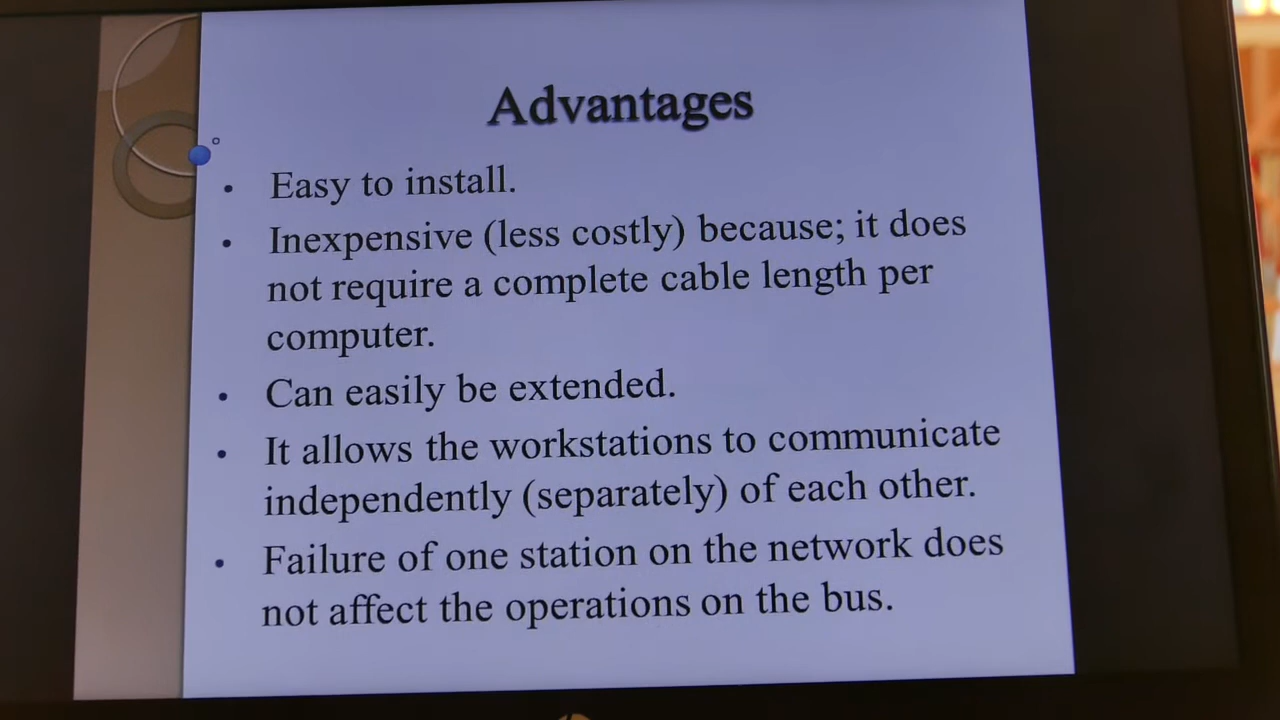 Advantages
• Easy to install.
• Inexpensive (less costly) because; it does
not require a complete cable length per
computer.
• Can easily be extended.
• It allows the workstations to communicate
independently (separately) of each other.
• Failure of one station on the network does
not affect the operations on the bus.